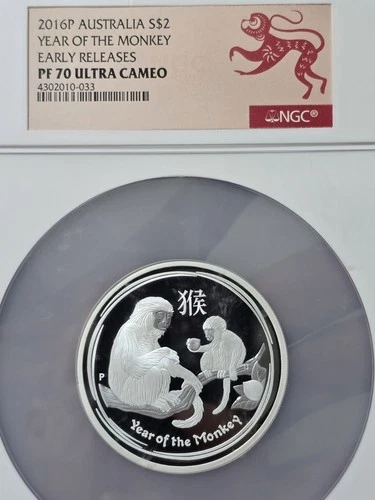 2016P AUSTRALIA S$2
YEAR OF THE MONKEY
EARLY RELEASES
PF 70 ULTRA CAMEO
4302010-033
NGC®
猴
P
Year of the Monkey